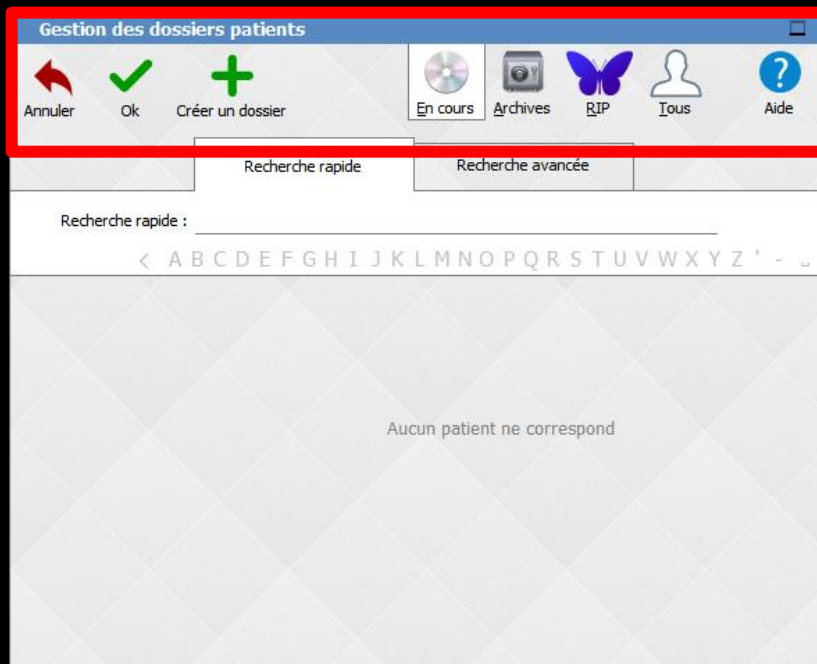 Gestion des dossiers patients
Annuler Ok Créer un dossier En cours Archives RIP Tous Aide
Recherche rapide Recherche avancée
Recherche rapide :
< A B C D E F G H I J K L M N O P Q R S T U V W X Y Z ' - ␣
Aucun patient ne correspond